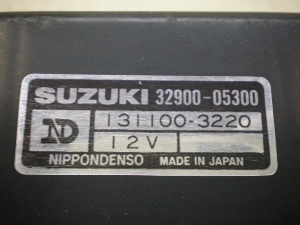 SUZUKI 32900-05300
ND 131100-3220
12V
NIPPONDENSO MADE IN JAPAN